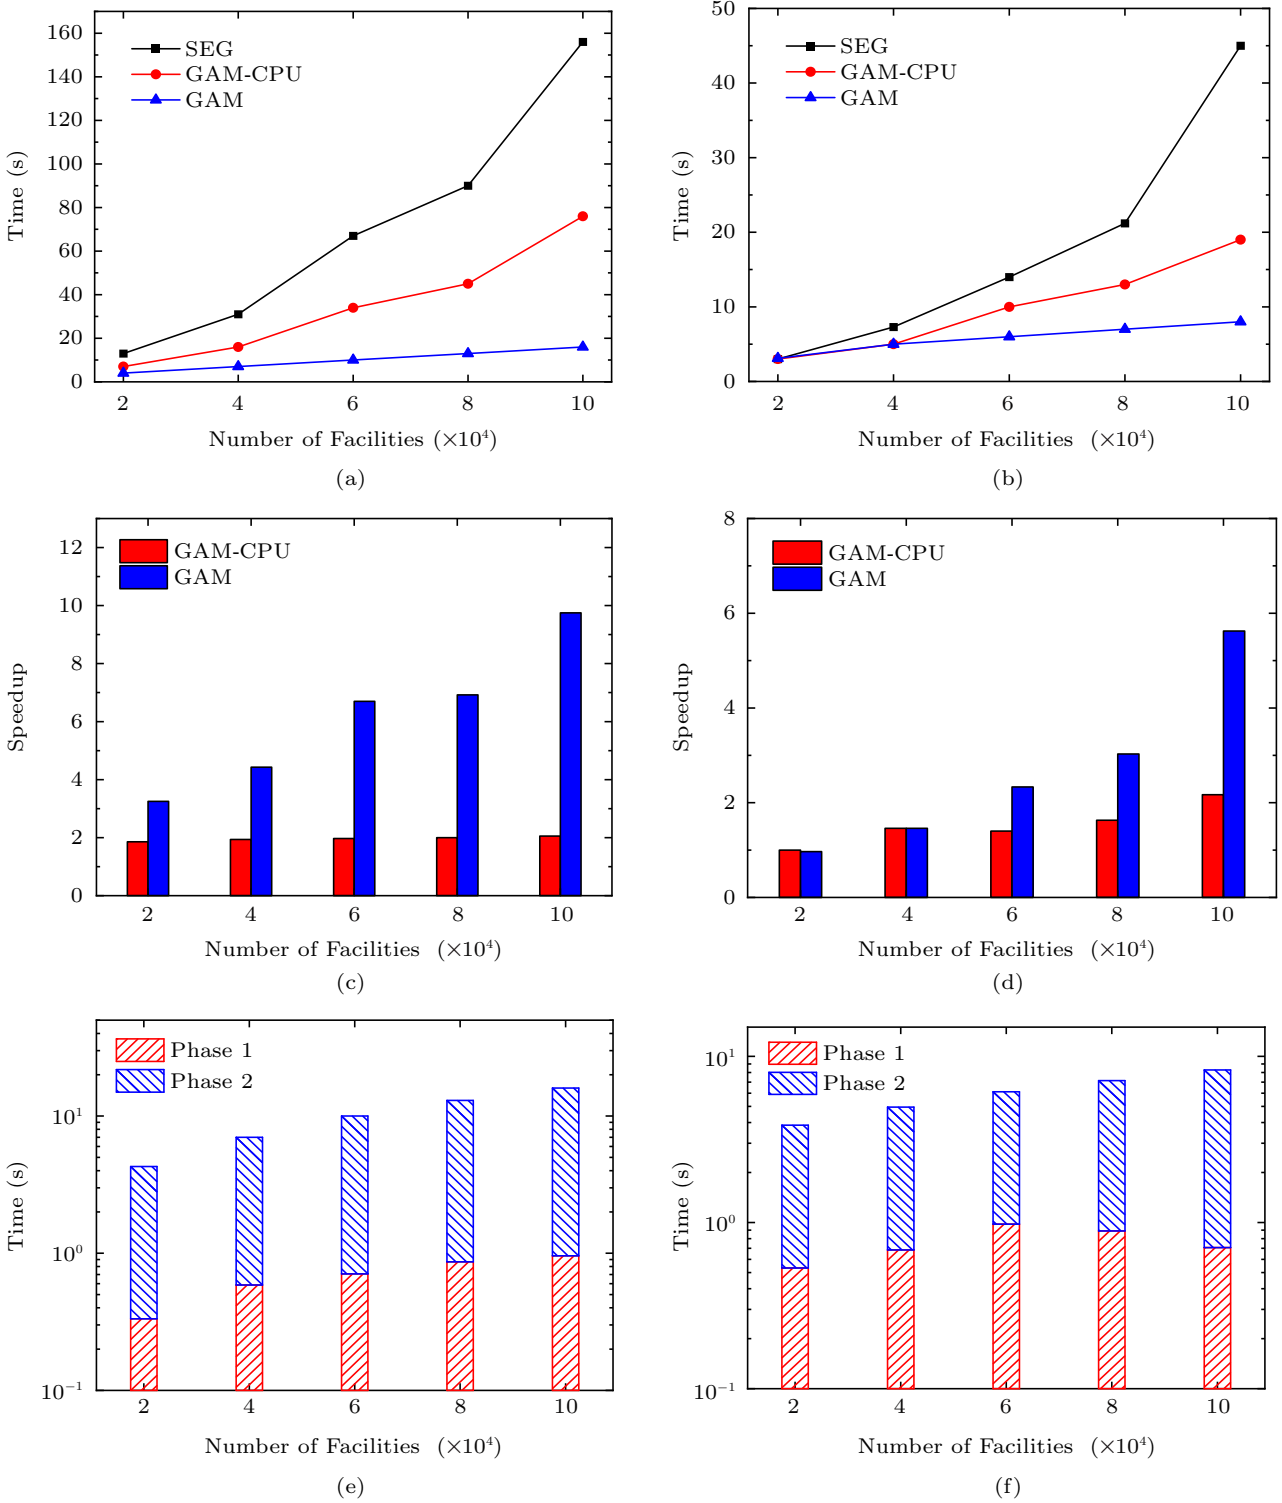 160
140
120
100
80
60
40
20
0
Time (s)
SEG
GAM-CPU
GAM
2 4 6 8 10
Number of Facilities (×10⁴)
(a)
50
40
30
20
10
0
Time (s)
SEG
GAM-CPU
GAM
2 4 6 8 10
Number of Facilities (×10⁴)
(b)
12
10
8
6
4
2
0
Speedup
GAM-CPU
GAM
2 4 6 8 10
Number of Facilities (×10⁴)
(c)
8
6
4
2
0
Speedup
GAM-CPU
GAM
2 4 6 8 10
Number of Facilities (×10⁴)
(d)
10¹
10⁰
10⁻¹
Time (s)
Phase 1
Phase 2
2 4 6 8 10
Number of Facilities (×10⁴)
(e)
10¹
10⁰
10⁻¹
Time (s)
Phase 1
Phase 2
2 4 6 8 10
Number of Facilities (×10⁴)
(f)